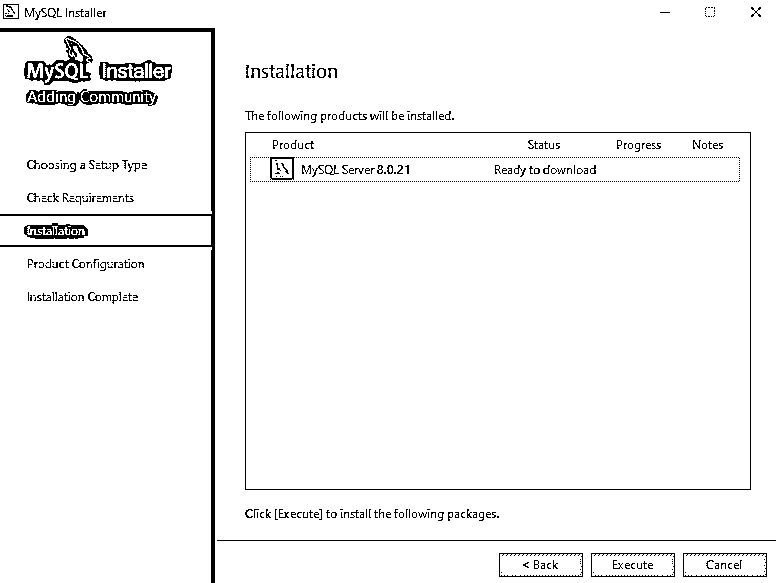 MySQL Installer
MySQL Installer
Adding Community
Choosing a Setup Type
Check Requirements
Installation
Product Configuration
Installation Complete
Installation
The following products will be installed.
Product Status Progress Notes
MySQL Server 8.0.21 Ready to download
Click [Execute] to install the following packages.
< Back Execute Cancel